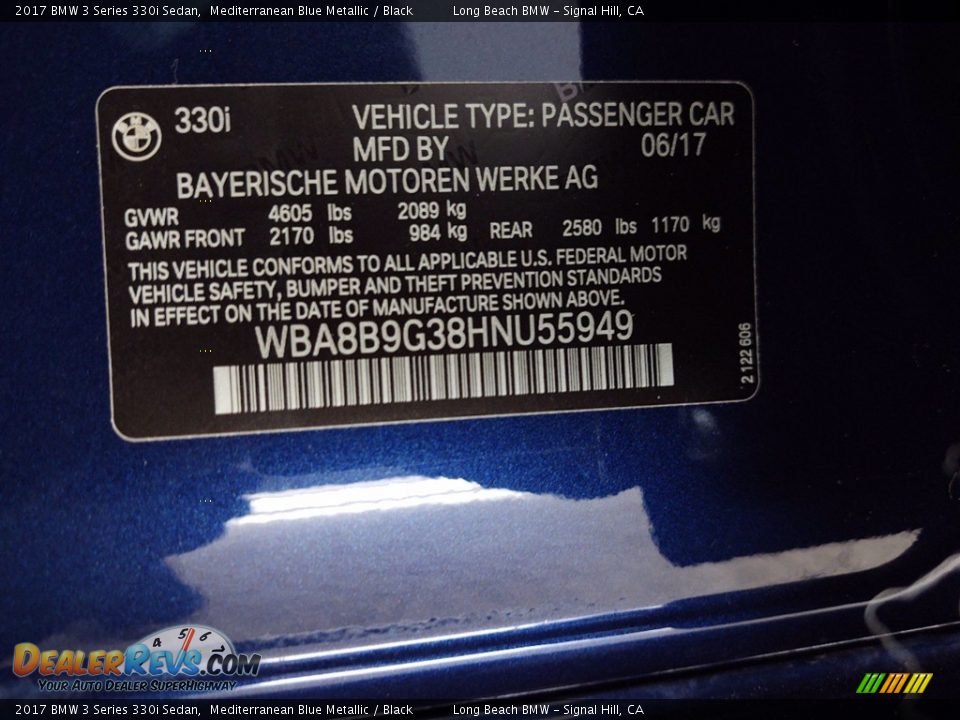 2017 BMW 3 Series 330i Sedan, Mediterranean Blue Metallic / Black Long Beach BMW - Signal Hill, CA
330i VEHICLE TYPE: PASSENGER CAR
MFD BY 06/17
BAYERISCHE MOTOREN WERKE AG
GVWR 4605 lbs 2089 kg
GAWR FRONT 2170 lbs 984 kg REAR 2580 lbs 1170 kg
THIS VEHICLE CONFORMS TO ALL APPLICABLE U.S. FEDERAL MOTOR
VEHICLE SAFETY, BUMPER AND THEFT PREVENTION STANDARDS
IN EFFECT ON THE DATE OF MANUFACTURE SHOWN ABOVE.
WBA8B9G38HNU55949
2 122 606
4 5 6
DEALERREVS.COM
YOUR AUTO DEALER SUPERHIGHWAY
2017 BMW 3 Series 330i Sedan, Mediterranean Blue Metallic / Black Long Beach BMW - Signal Hill, CA